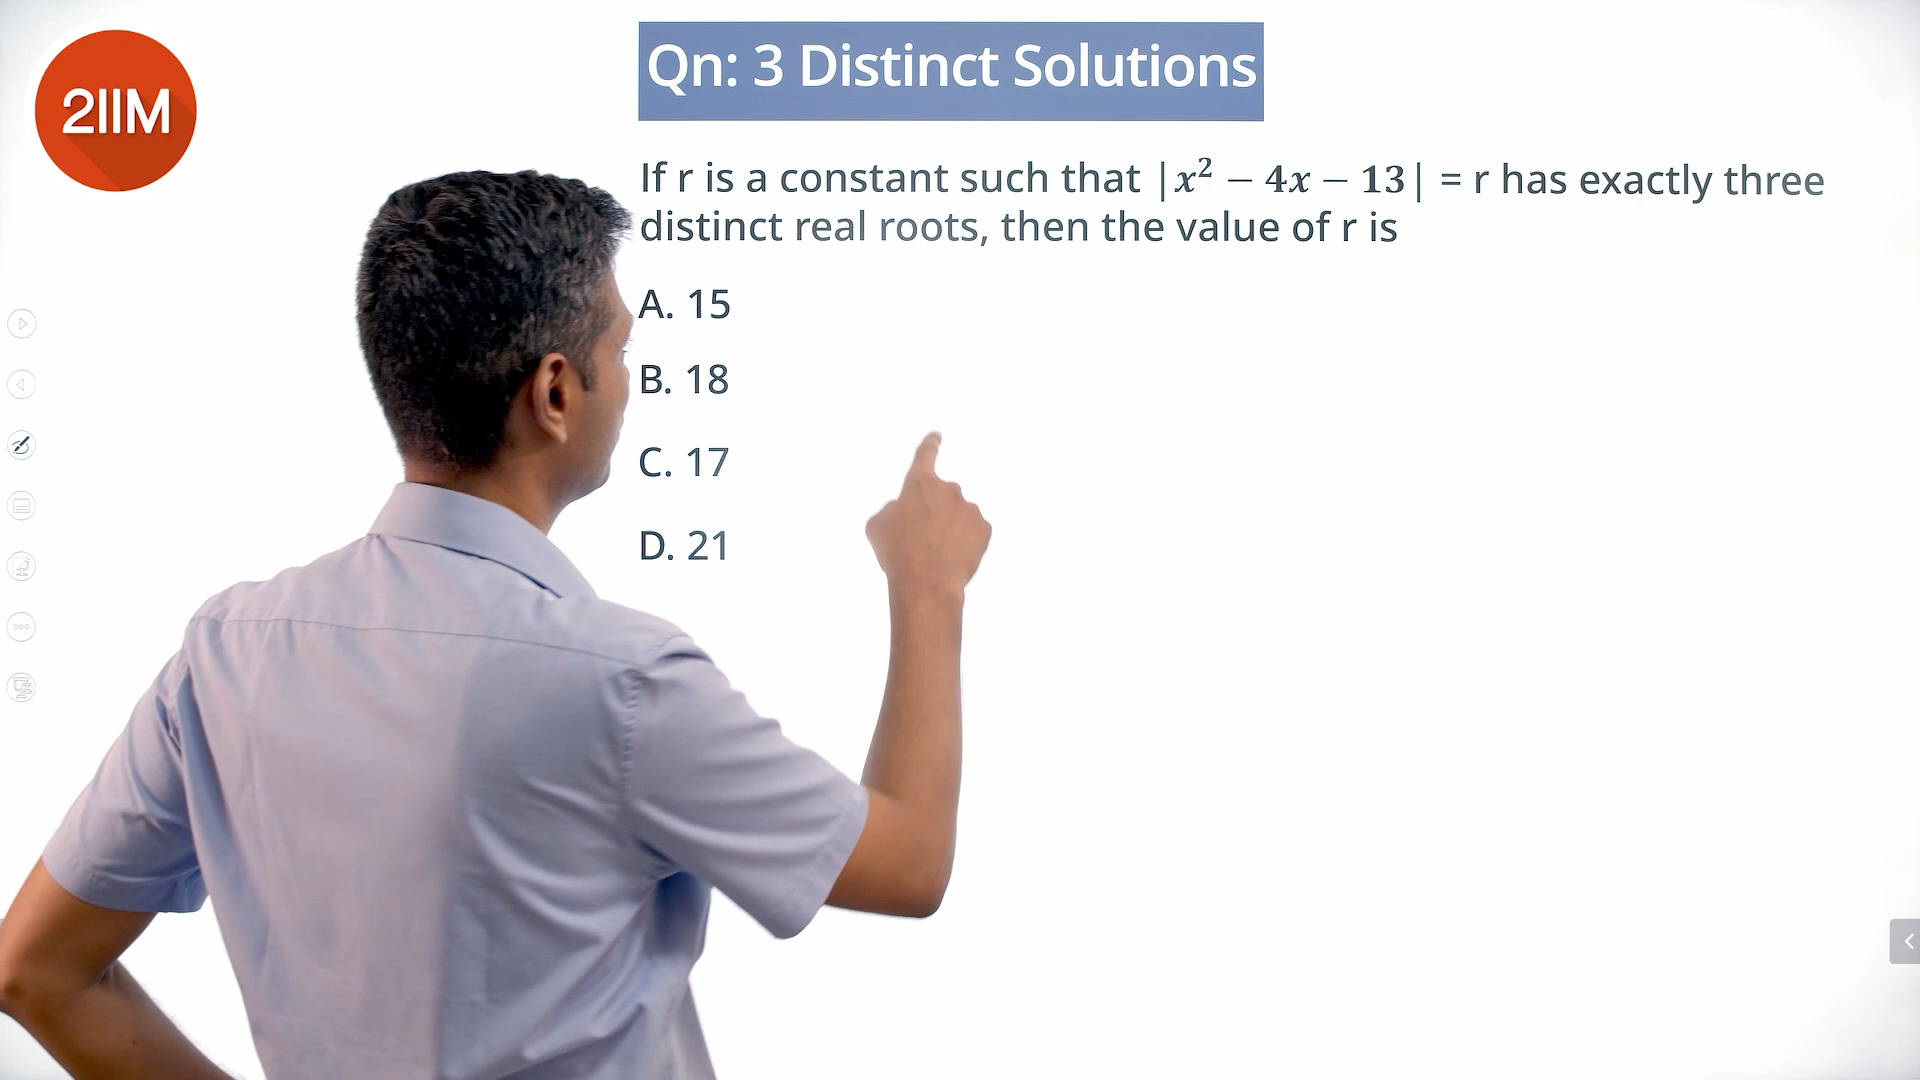 2IIM
Qn: 3 Distinct Solutions
If r is a constant such that |x² − 4x − 13| = r has exactly three
distinct real roots, then the value of r is
A. 15
B. 18
C. 17
D. 21